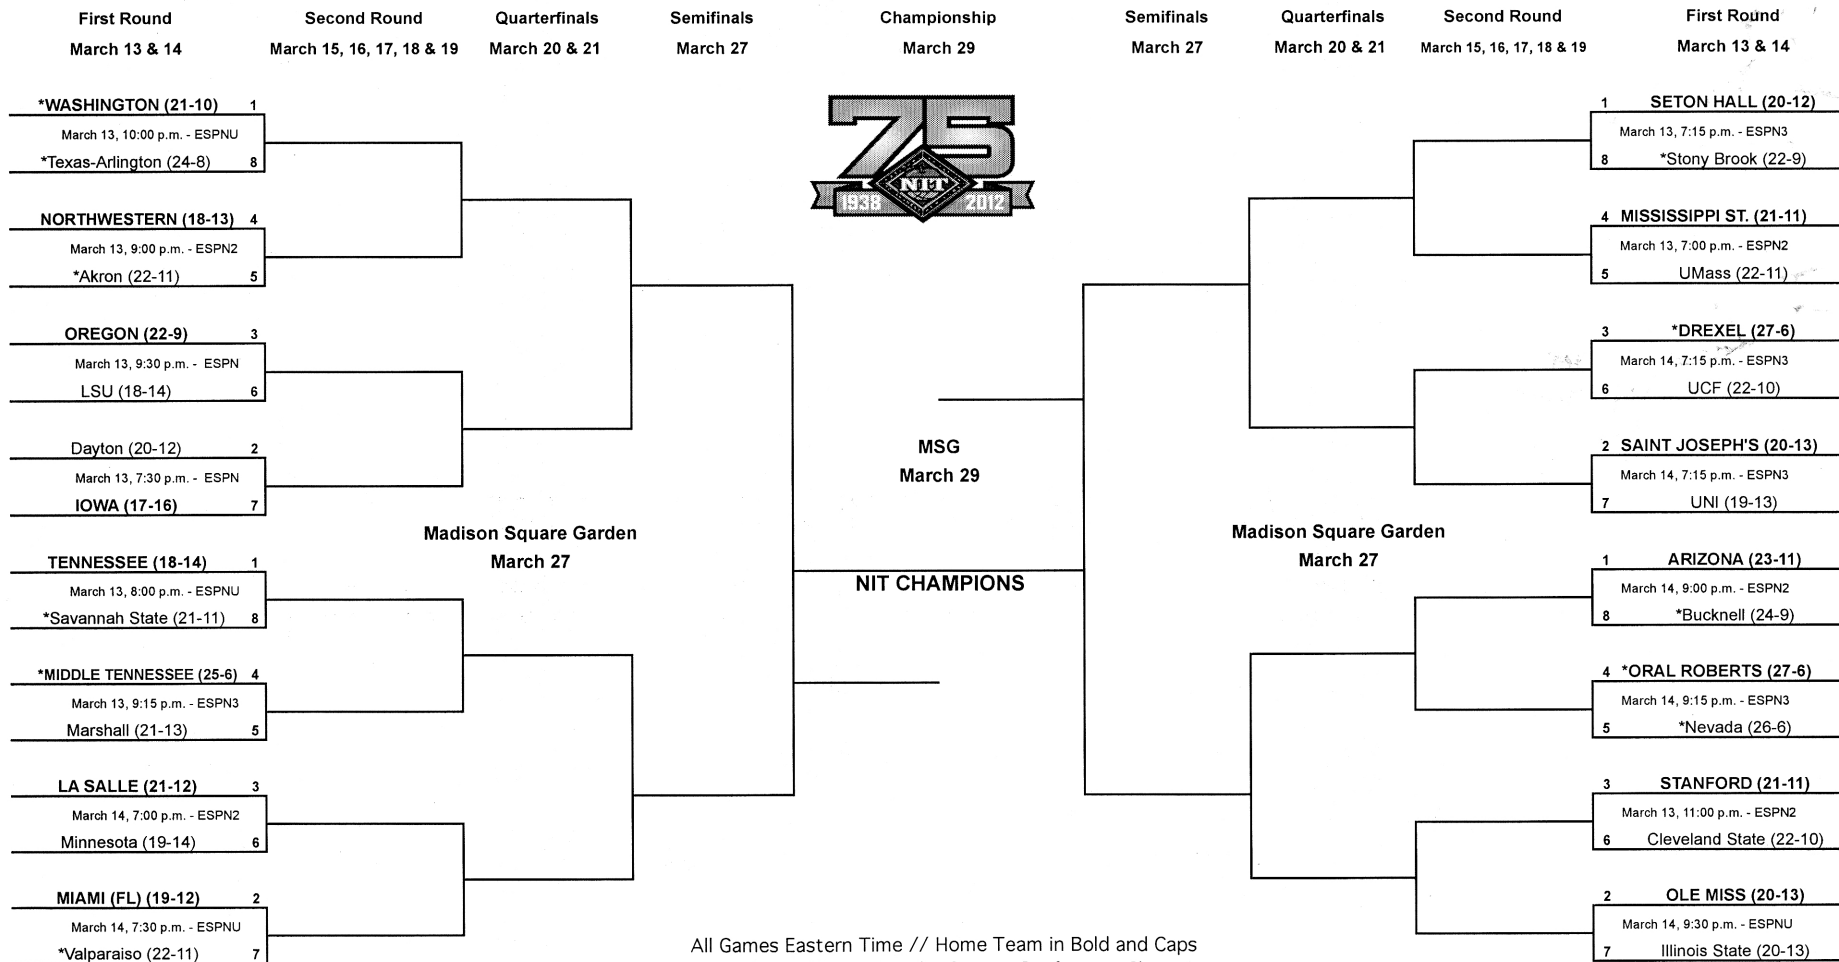 First Round Second Round Quarterfinals Semifinals Championship Semifinals Quarterfinals Second Round First Round
March 13 & 14 March 15, 16, 17, 18 & 19 March 20 & 21 March 27 March 29 March 27 March 20 & 21 March 15, 16, 17, 18 & 19 March 13 & 14
*WASHINGTON (21-10) 1
March 13, 10:00 p.m. - ESPNU
*Texas-Arlington (24-8) 8
NORTHWESTERN (18-13) 4
March 13, 9:00 p.m. - ESPN2
*Akron (22-11) 5
OREGON (22-9) 3
March 13, 9:30 p.m. - ESPN
LSU (18-14) 6
Dayton (20-12) 2
March 13, 7:30 p.m. - ESPN
IOWA (17-16) 7
TENNESSEE (18-14) 1
March 13, 8:00 p.m. - ESPNU
*Savannah State (21-11) 8
*MIDDLE TENNESSEE (25-6) 4
March 13, 9:15 p.m. - ESPN3
Marshall (21-13) 5
LA SALLE (21-12) 3
March 14, 7:00 p.m. - ESPN2
Minnesota (19-14) 6
MIAMI (FL) (19-12) 2
March 14, 7:30 p.m. - ESPNU
*Valparaiso (22-11) 7
Madison Square Garden
March 27
75
NIT
1938 2012
MSG
March 29
NIT CHAMPIONS
Madison Square Garden
March 27
1 SETON HALL (20-12)
March 13, 7:15 p.m. - ESPN3
8 *Stony Brook (22-9)
4 MISSISSIPPI ST. (21-11)
March 13, 7:00 p.m. - ESPN2
5 UMass (22-11)
3 *DREXEL (27-6)
March 14, 7:15 p.m. - ESPN3
6 UCF (22-10)
2 SAINT JOSEPH'S (20-13)
March 14, 7:15 p.m. - ESPN3
7 UNI (19-13)
1 ARIZONA (23-11)
March 14, 9:00 p.m. - ESPN2
8 *Bucknell (24-9)
4 *ORAL ROBERTS (27-6)
March 14, 9:15 p.m. - ESPN3
5 *Nevada (26-6)
3 STANFORD (21-11)
March 13, 11:00 p.m. - ESPN2
6 Cleveland State (22-10)
2 OLE MISS (20-13)
March 14, 9:30 p.m. - ESPNU
7 Illinois State (20-13)
All Games Eastern Time // Home Team in Bold and Caps